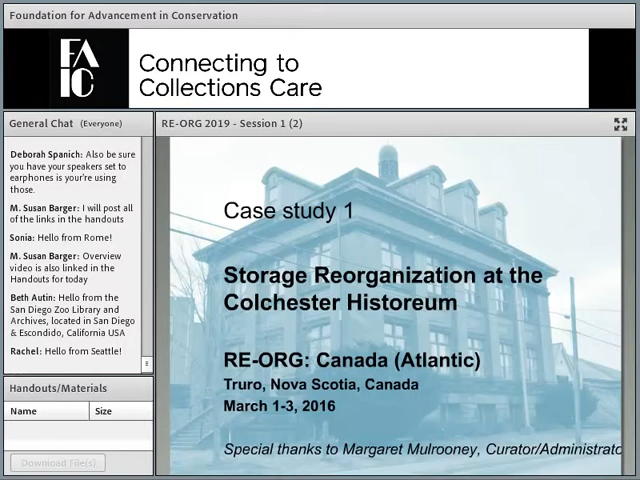 Foundation for Advancement in Conservation
FA
IC
Connecting to
Collections Care
General Chat (Everyone)
Deborah Spanich: Also be sure
you have your speakers set to
earphones is your're using
those.
M. Susan Barger: I will post all
of the links in the handouts
Sonia: Hello from Rome!
M. Susan Barger: Overview
video is also linked in the
Handouts for today
Beth Autin: Hello from the
San Diego Zoo Library and
Archives, located in San Diego
& Escondido, California USA
Rachel: Hello from Seattle!
Handouts/Materials
Name Size
Download File(s)
RE-ORG 2019 - Session 1 (2)
Case study 1
Storage Reorganization at the
Colchester Historeum
RE-ORG: Canada (Atlantic)
Truro, Nova Scotia, Canada
March 1-3, 2016
Special thanks to Margaret Mulrooney, Curator/Administrato